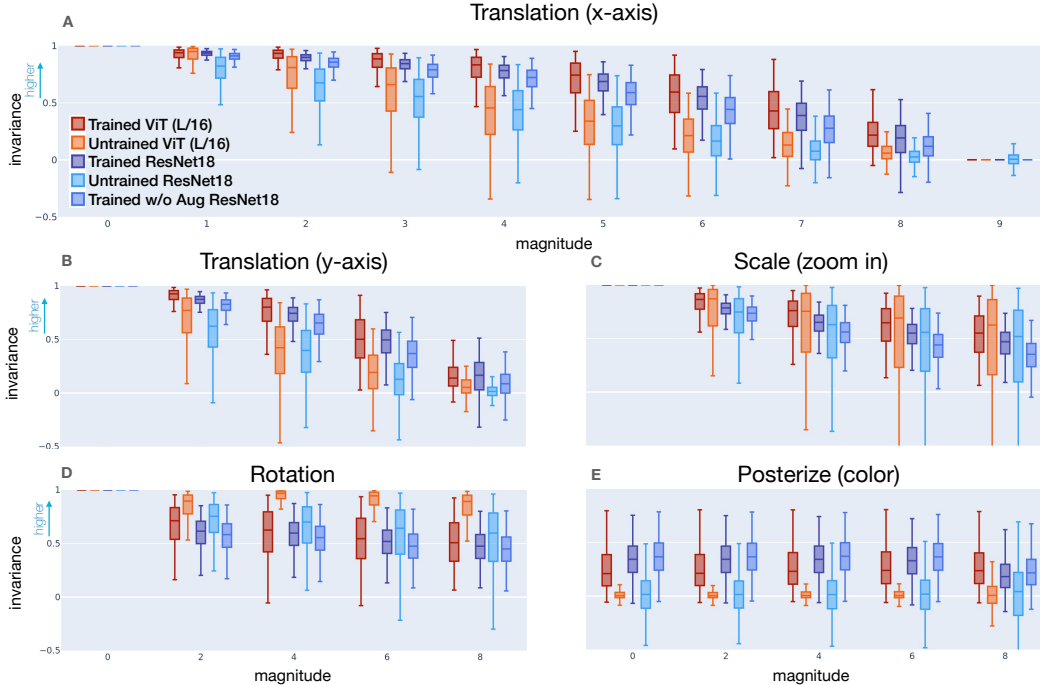 A
Translation (x-axis)
1
0.5
0
−0.5
invariance
higher
Trained ViT (L/16)
Untrained ViT (L/16)
Trained ResNet18
Untrained ResNet18
Trained w/o Aug ResNet18
0 1 2 3 4 5 6 7 8 9
magnitude
B
Translation (y-axis)
1
0.5
0
−0.5
invariance
higher
C
Scale (zoom in)
D
Rotation
1
0.5
0
−0.5
invariance
higher
0 2 4 6 8
magnitude
E
Posterize (color)
0 2 4 6 8
magnitude